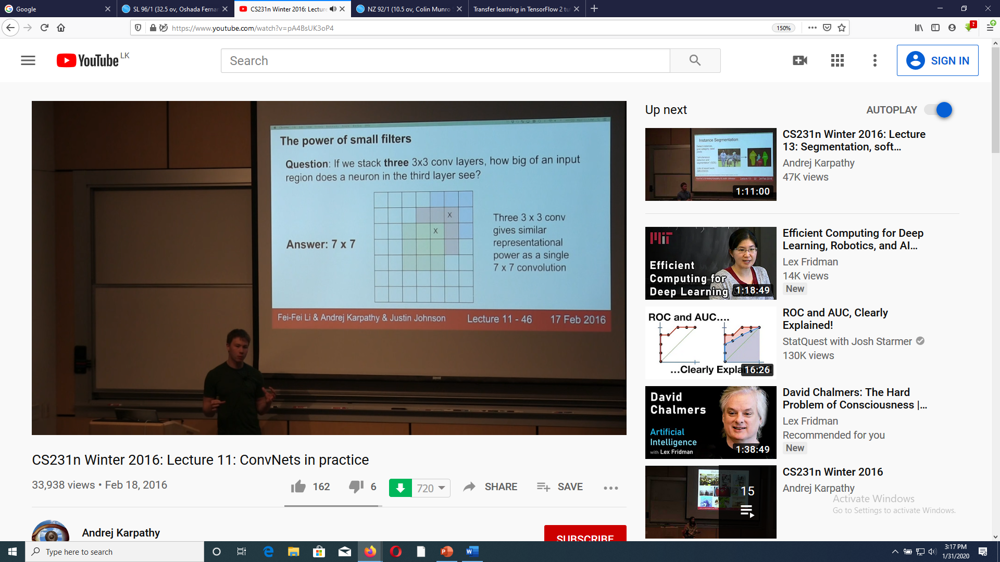 Google
SL 96/1 (32.5 ov, Oshada Fernar
CS231n Winter 2016: Lecture
NZ 92/1 (10.5 ov, Colin Munro
Transfer learning in TensorFlow 2 tu
https://www.youtube.com/watch?v=pA4BsUK3oP4
150%
YouTube LK
Search
SIGN IN
The power of small filters
Question: If we stack three 3x3 conv layers, how big of an input
region does a neuron in the third layer see?
X
X
Answer: 7 x 7
Three 3 x 3 conv
gives similar
representational
power as a single
7 x 7 convolution
Fei-Fei Li & Andrej Karpathy & Justin Johnson Lecture 11 - 46 17 Feb 2016
CS231n Winter 2016: Lecture 11: ConvNets in practice
33,938 views • Feb 18, 2016
162
6
720
SHARE
SAVE
Andrej Karpathy
SUBSCRIBE
Up next
AUTOPLAY
Instance Segmentation
1:11:00
CS231n Winter 2016: Lecture
13: Segmentation, soft...
Andrej Karpathy
47K views
MIT
Efficient
Computing for
Deep Learning
1:18:49
Efficient Computing for Deep
Learning, Robotics, and AI...
Lex Fridman
14K views
New
ROC and AUC....
...Clearly Explai
16:26
ROC and AUC, Clearly
Explained!
StatQuest with Josh Starmer
130K views
David
Chalmers
Artificial
Intelligence
with Lex Fridman
1:38:49
David Chalmers: The Hard
Problem of Consciousness |...
Lex Fridman
Recommended for you
New
15
CS231n Winter 2016
Andrej Karpathy
Activate Windows
Go to Settings to activate Windows.
Type here to search
3:17 PM
1/31/2020